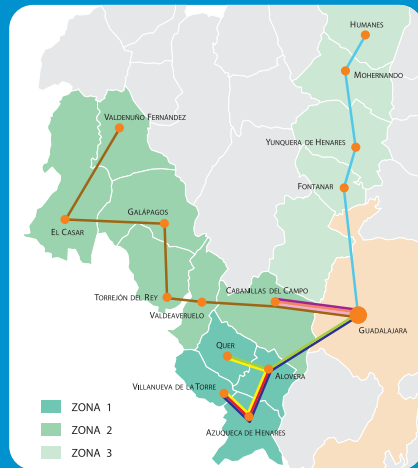 HUMANES
MOHERNANDO
VALDENUÑO FERNÁNDEZ
YUNQUERA DE HENARES
FONTANAR
GALÁPAGOS
EL CASAR
CABANILLAS DEL CAMPO
TORREJÓN DEL REY
VALDEAVERUELO
GUADALAJARA
QUER
ALOVERA
VILLANUEVA DE LA TORRE
AZUQUECA DE HENARES
ZONA 1
ZONA 2
ZONA 3